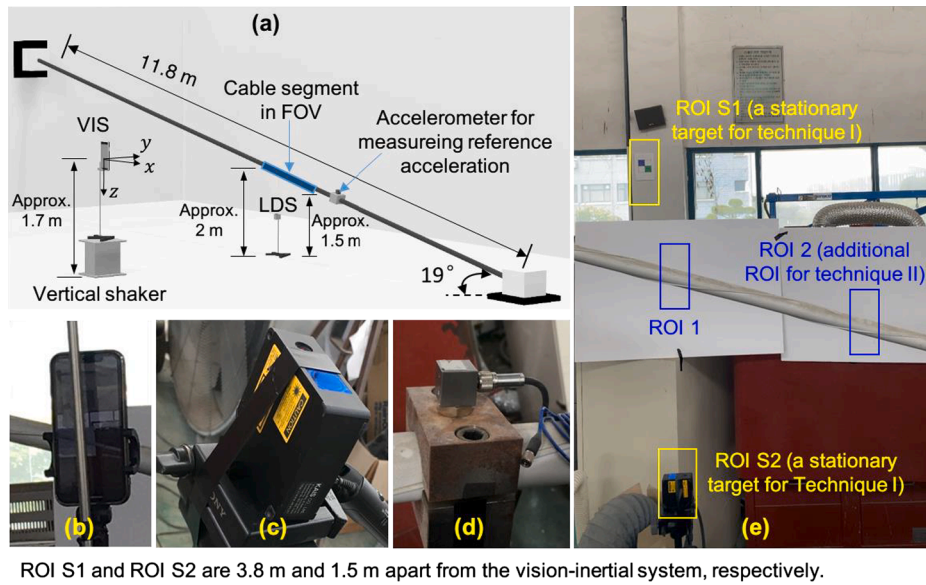 (a)
11.8 m
Cable segment
in FOV
Accelerometer for
measureing reference
acceleration
VIS
y
x
z
Approx.
1.7 m
Approx.
2 m
LDS
Approx.
1.5 m
19°
Vertical shaker
(b)
(c)
(d)
ROI S1 (a stationary
target for technique I)
ROI 2 (additional
ROI for technique II)
ROI 1
ROI S2 (a stationary
target for Technique I)
(e)
ROI S1 and ROI S2 are 3.8 m and 1.5 m apart from the vision-inertial system, respectively.